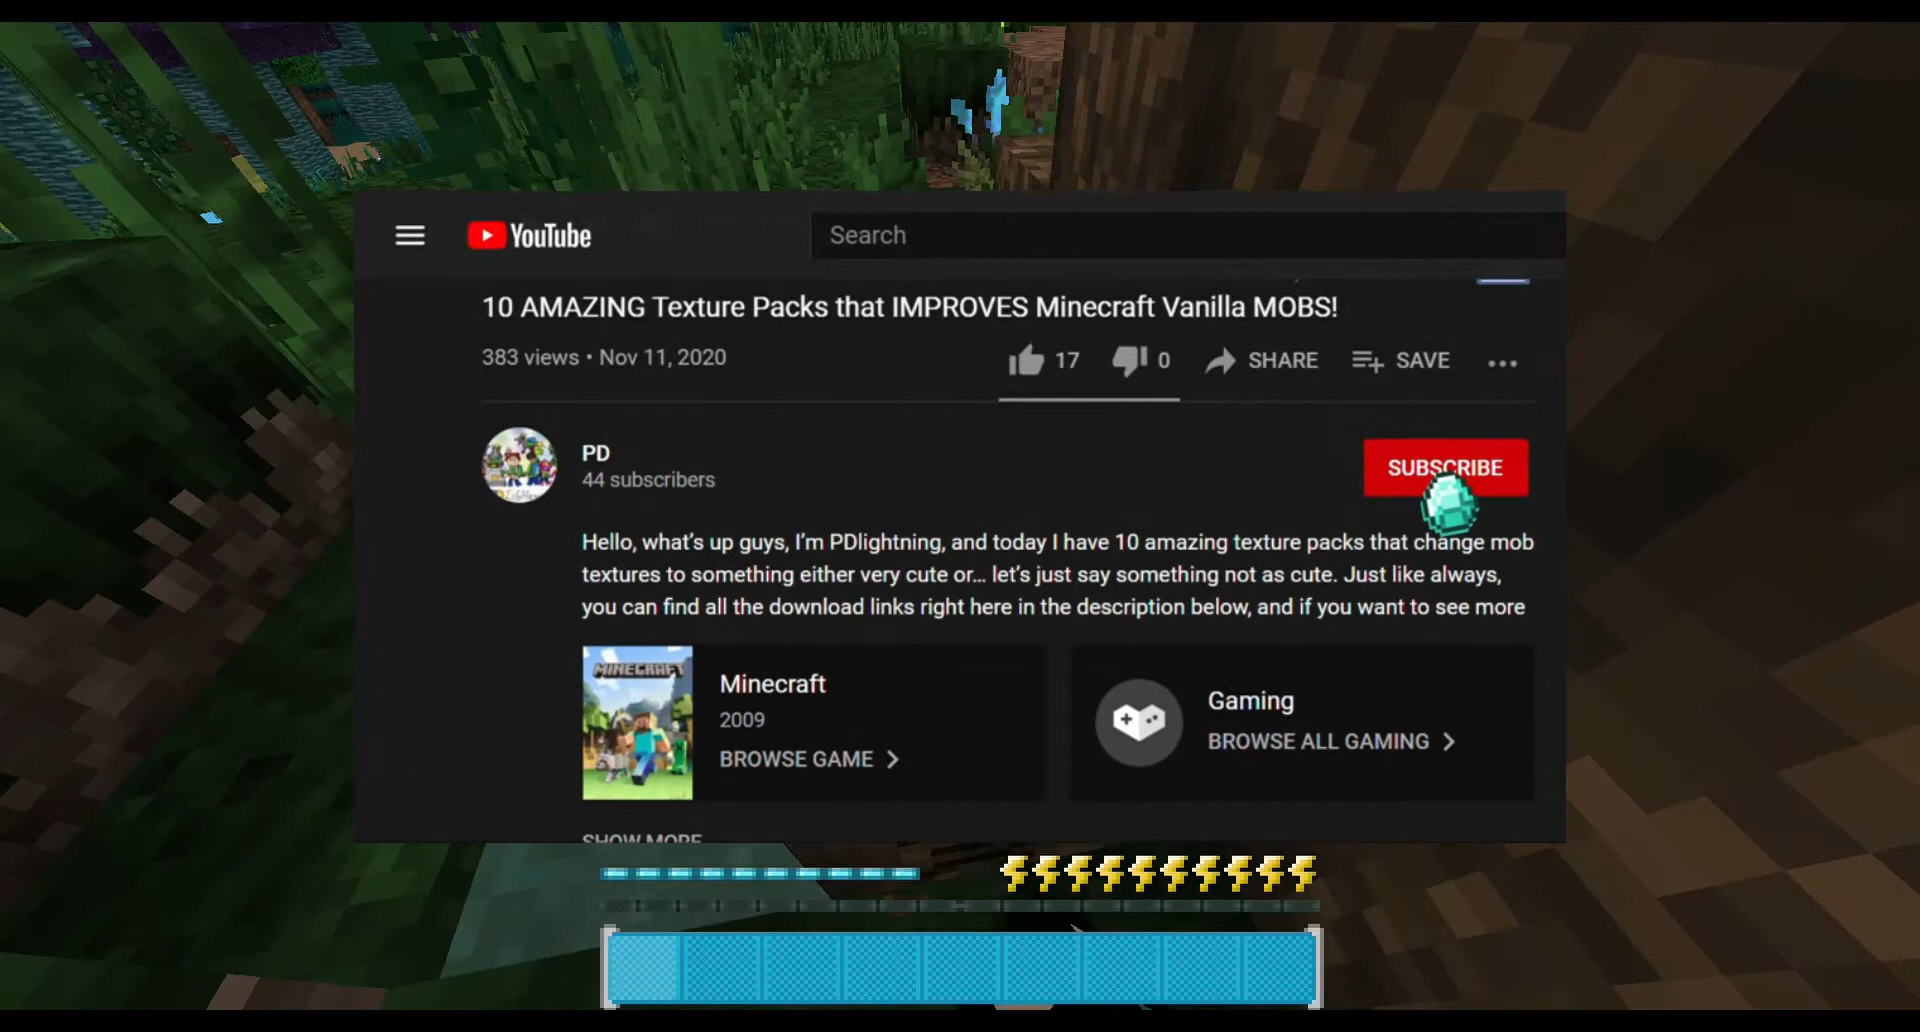 YouTube
Search
10 AMAZING Texture Packs that IMPROVES Minecraft Vanilla MOBS!
383 views • Nov 11, 2020
17
0
SHARE
SAVE
PD
44 subscribers
SUBSCRIBE
Hello, what's up guys, I'm PDlightning, and today I have 10 amazing texture packs that change mob
textures to something either very cute or... let's just say something not as cute. Just like always,
you can find all the download links right here in the description below, and if you want to see more
MINECRAFT
Minecraft
2009
BROWSE GAME
Gaming
BROWSE ALL GAMING
SHOW MORE